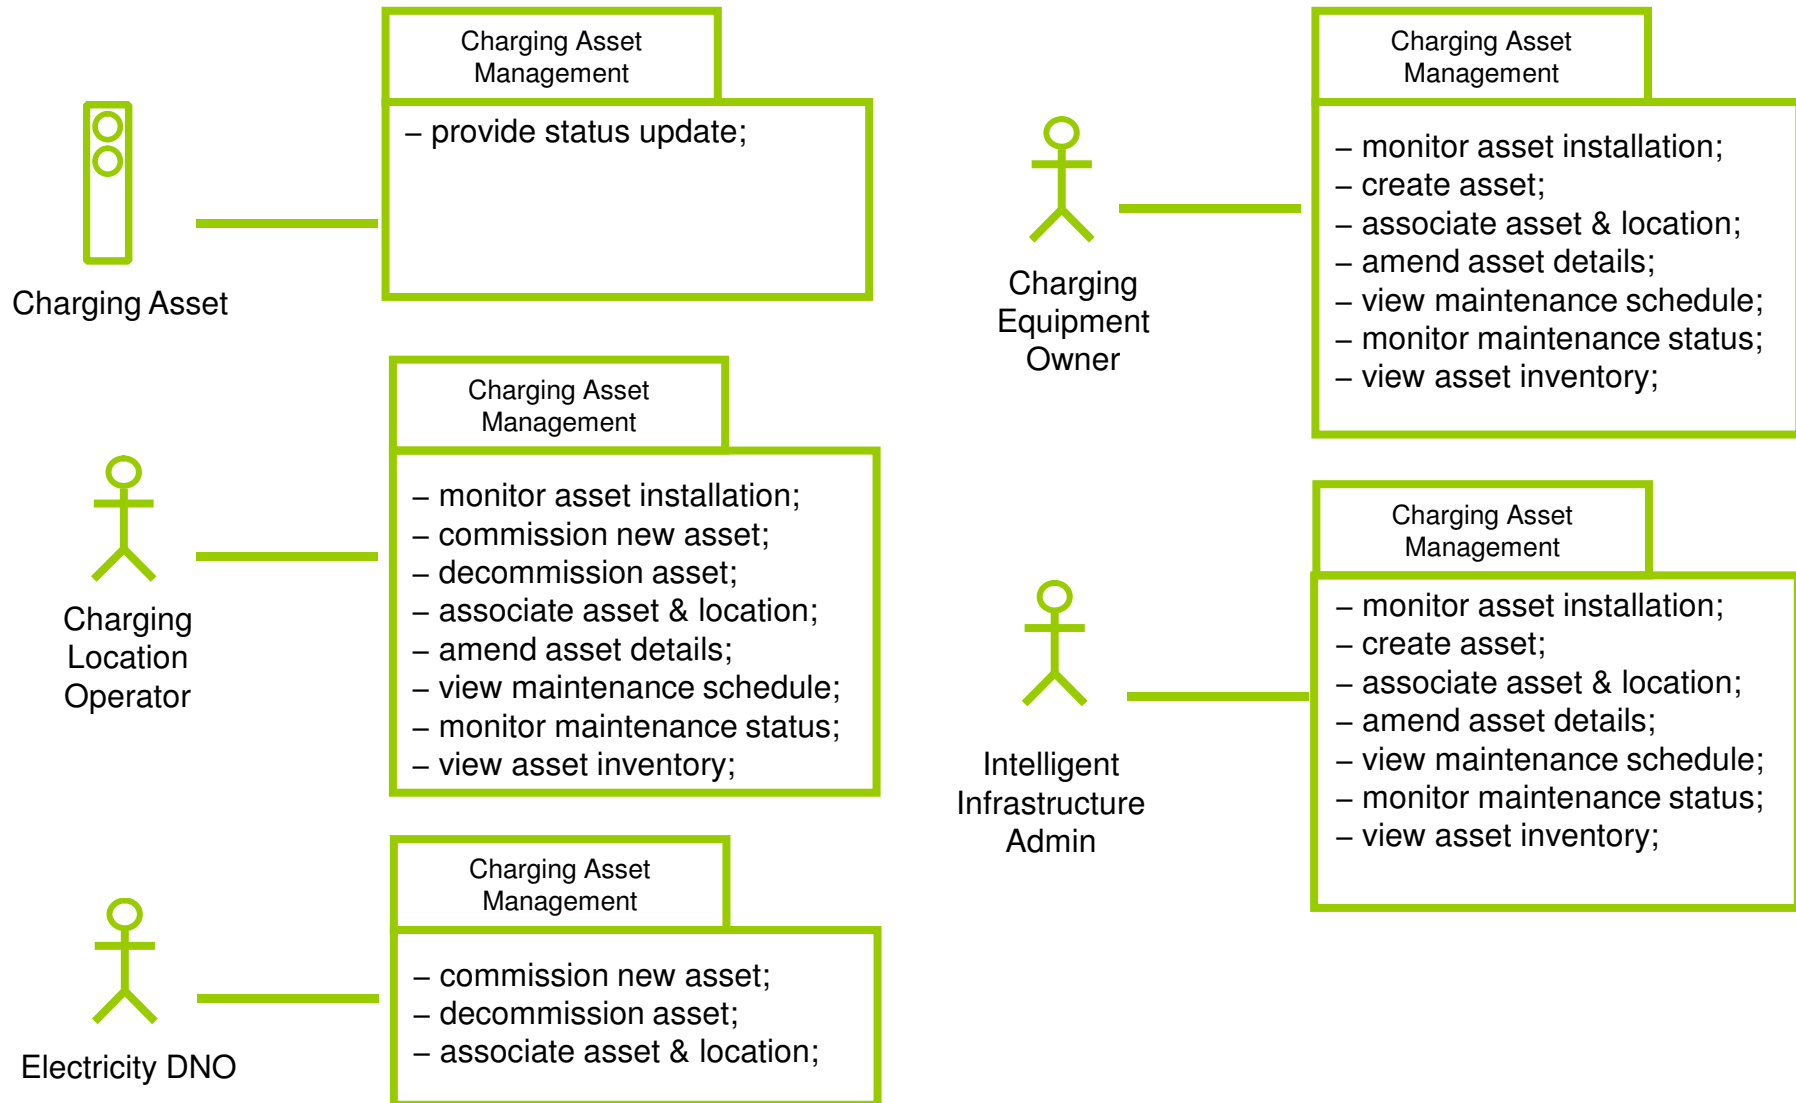 Charging Asset
Management
– provide status update;
Charging Asset
Charging Asset
Management
– monitor asset installation;
– commission new asset;
– decommission asset;
– associate asset & location;
– amend asset details;
– view maintenance schedule;
– monitor maintenance status;
– view asset inventory;
Charging
Location
Operator
Charging Asset
Management
– commission new asset;
– decommission asset;
– associate asset & location;
Electricity DNO
Charging Asset
Management
– monitor asset installation;
– create asset;
– associate asset & location;
– amend asset details;
– view maintenance schedule;
– monitor maintenance status;
– view asset inventory;
Charging
Equipment
Owner
Charging Asset
Management
– monitor asset installation;
– create asset;
– associate asset & location;
– amend asset details;
– view maintenance schedule;
– monitor maintenance status;
– view asset inventory;
Intelligent
Infrastructure
Admin